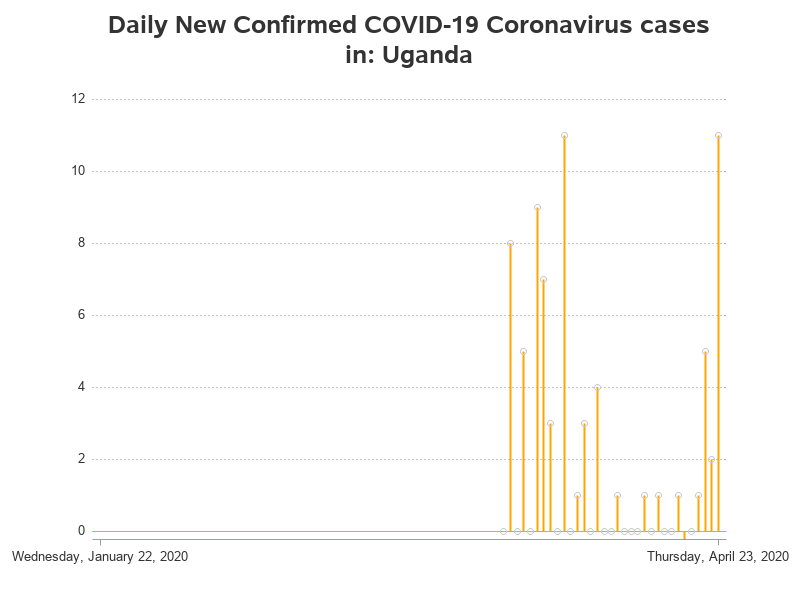 Daily New Confirmed COVID-19 Coronavirus cases
in: Uganda
12
10
8
6
4
2
0
Wednesday, January 22, 2020 Thursday, April 23, 2020